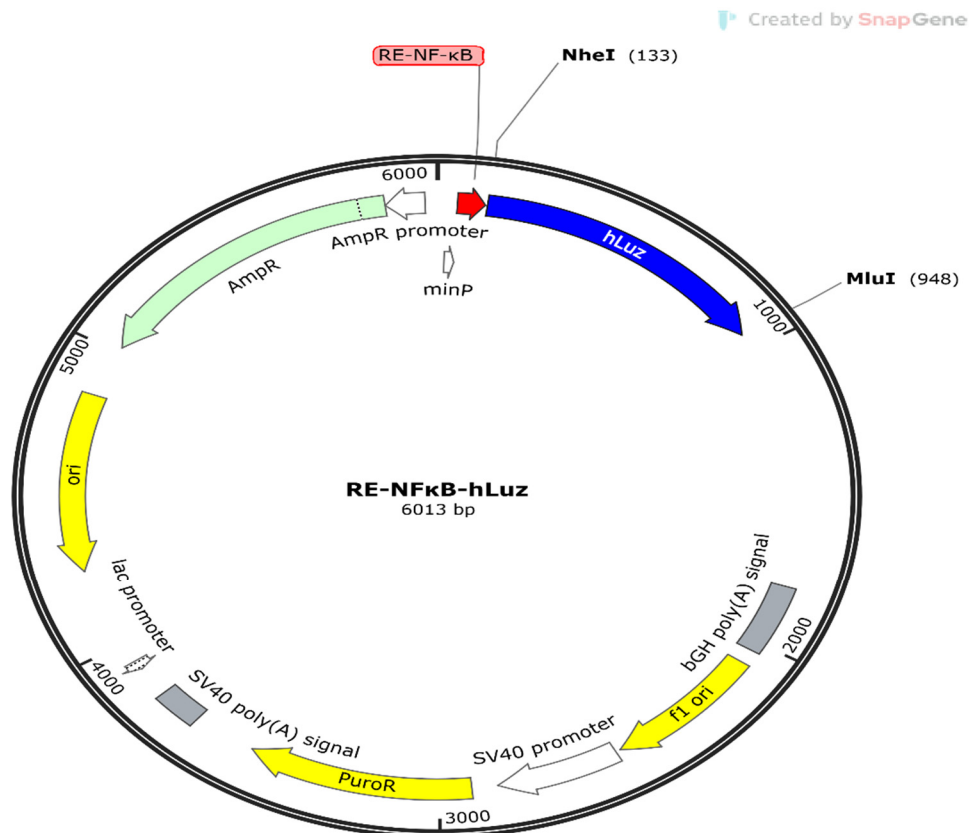 Created by SnapGene
RE-NF-κB
NheI (133)
6000
AmpR promoter
hLuz
AmpR
minP
MluI (948)
1000
5000
ori
RE-NFκB-hLuz
6013 bp
lac promoter
bGH poly(A) signal
2000
4000
SV40 poly(A) signal
f1 ori
SV40 promoter
PuroR
3000